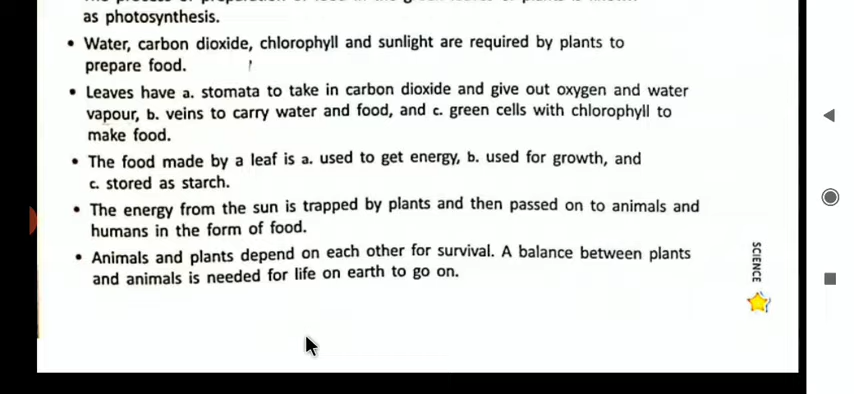 as photosynthesis.
• Water, carbon dioxide, chlorophyll and sunlight are required by plants to
prepare food.
• Leaves have a. stomata to take in carbon dioxide and give out oxygen and water
vapour, b. veins to carry water and food, and c. green cells with chlorophyll to
make food.
• The food made by a leaf is a. used to get energy, b. used for growth, and
c. stored as starch.
• The energy from the sun is trapped by plants and then passed on to animals and
humans in the form of food.
• Animals and plants depend on each other for survival. A balance between plants
and animals is needed for life on earth to go on.
SCIENCE